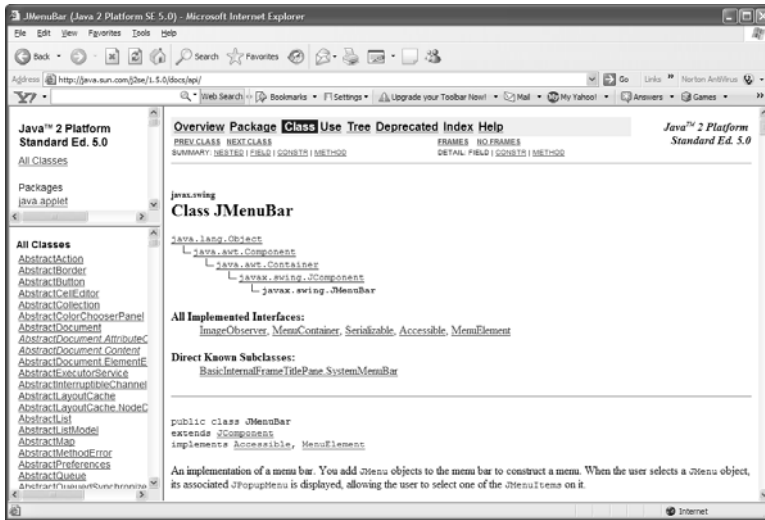 JMenuBar (Java 2 Platform SE 5.0) - Microsoft Internet Explorer
File Edit View Favorites Tools Help
Back Search Favorites
Address http://java.sun.com/j2se/1.5.0/docs/api/ Go Links Norton AntiVirus
Y7 Web Search Bookmarks Settings Upgrade your Toolbar Now! Mail My Yahoo! Answers Games
Java™ 2 Platform
Standard Ed. 5.0
All Classes
Packages
java.applet
All Classes
AbstractAction
AbstractBorder
AbstractButton
AbstractCellEditor
AbstractCollection
AbstractColorChooserPanel
AbstractDocument
AbstractDocument.AttributeC
AbstractDocument.Content
AbstractDocument.ElementE
AbstractExecutorService
AbstractInterruptibleChannel
AbstractLayoutCache
AbstractLayoutCache.NodeD
AbstractList
AbstractListModel
AbstractMap
AbstractMethodError
AbstractPreferences
AbstractQueue
AbstractQueuedSynchronize
Overview Package Class Use Tree Deprecated Index Help
PREV CLASS NEXT CLASS FRAMES NO FRAMES
SUMMARY: NESTED | FIELD | CONSTR | METHOD DETAIL: FIELD | CONSTR | METHOD
Java™ 2 Platform
Standard Ed. 5.0
javax.swing
Class JMenuBar
java.lang.Object
java.awt.Component
java.awt.Container
javax.swing.JComponent
javax.swing.JMenuBar
All Implemented Interfaces:
ImageObserver, MenuContainer, Serializable, Accessible, MenuElement
Direct Known Subclasses:
BasicInternalFrameTitlePane.SystemMenuBar
public class JMenuBar
extends JComponent
implements Accessible, MenuElement
An implementation of a menu bar. You add JMenu objects to the menu bar to construct a menu. When the user selects a JMenu object,
its associated JPopupMenu is displayed, allowing the user to select one of the JMenuItems on it.
Internet